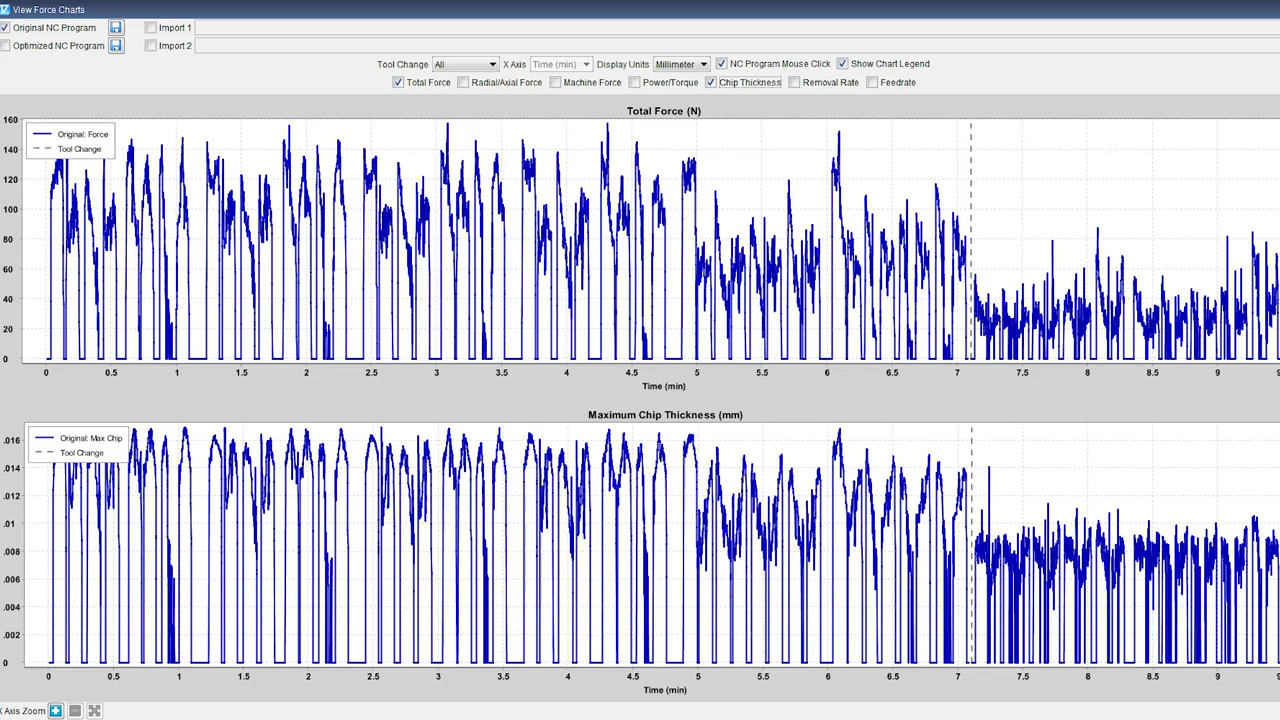 View Force Charts
Original NC Program Import 1
Optimized NC Program Import 2
Tool Change All X Axis Time (min) Display Units Millimeter NC Program Mouse Click Show Chart Legend
Total Force Radial/Axial Force Machine Force Power/Torque Chip Thickness Removal Rate Feedrate
Total Force (N)
160
140
120
100
80
60
40
20
0
Original: Force
Tool Change
0 0.5 1 1.5 2 2.5 3 3.5 4 4.5 5 5.5 6 6.5 7 7.5 8 8.5 9 9
Time (min)
Maximum Chip Thickness (mm)
.016
.014
.012
.01
.008
.006
.004
.002
0
Original: Max Chip
Tool Change
0 0.5 1 1.5 2 2.5 3 3.5 4 4.5 5 5.5 6 6.5 7 7.5 8 8.5 9 9
Time (min)
X Axis Zoom